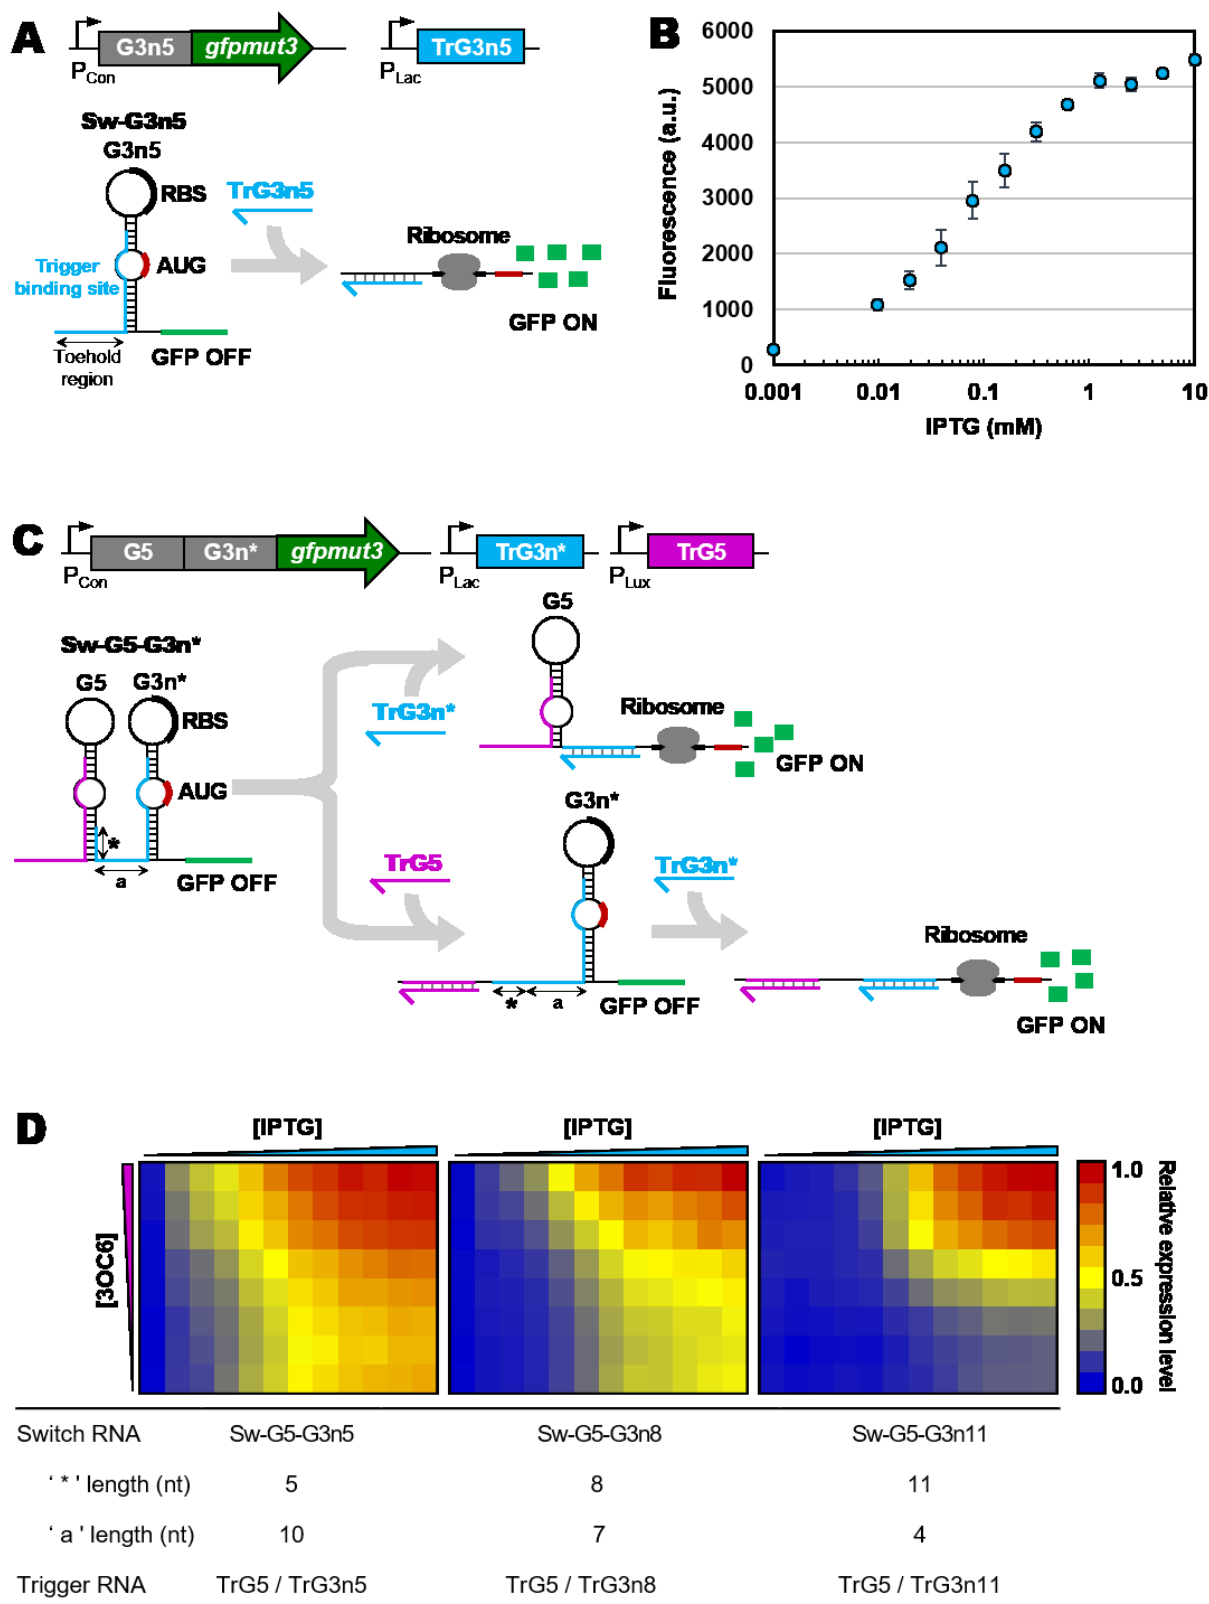 A
G3n5 gfpmut3
TrG3n5
PCon
PLac
Sw-G3n5
G3n5
RBS
TrG3n5
AUG
Trigger
binding site
Ribosome
Toehold
region
GFP OFF
GFP ON
B
6000
5000
4000
3000
2000
1000
0
Fluorescence (a.u.)
0.001 0.01 0.1 1 10
IPTG (mM)
C
G5 G3n* gfpmut3
TrG3n*
TrG5
PCon
PLac
PLux
Sw-G5-G3n*
G5 G3n*
RBS
AUG
*
a
GFP OFF
G5
TrG3n*
Ribosome
GFP ON
G3n*
TrG5
TrG3n*
* a
GFP OFF
Ribosome
GFP ON
D
[IPTG] [IPTG] [IPTG]
[3OC6]
1.0
0.5
0.0
Relative expression level
Switch RNA Sw-G5-G3n5 Sw-G5-G3n8 Sw-G5-G3n11
‘ * ’ length (nt) 5 8 11
‘ a ’ length (nt) 10 7 4
Trigger RNA TrG5 / TrG3n5 TrG5 / TrG3n8 TrG5 / TrG3n11